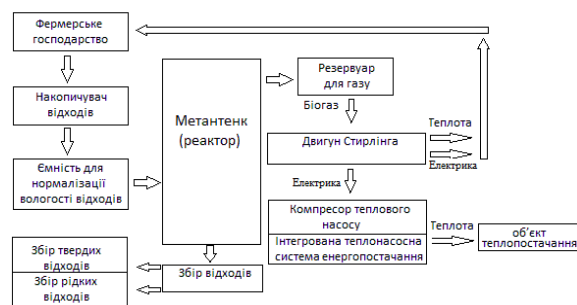 Фермерське
господарство
Накопичувач
відходів
Ємність для
нормалізації
вологості відходів
Метантенк
(реактор)
Резервуар
для газу
Біогаз
Двигун Стирлінга
Теплота
Електрика
Електрика
Компресор теплового
насосу
Інтегрована теплонасосна
система енергопостачання
Теплота
об'єкт
теплопостачання
Збір відходів
Збір твердих
відходів
Збір рідких
відходів